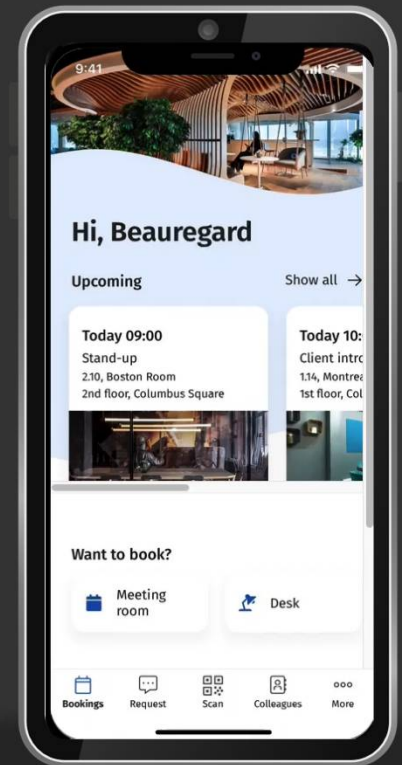 9:41
Hi, Beauregard
Upcoming
Show all →
Today 09:00
Stand-up
2.10, Boston Room
2nd floor, Columbus Square
Today 10:
Client intro
1.14, Montrea
1st floor, Col
Want to book?
Meeting
room
Desk
Bookings
Request
Scan
Colleagues
More